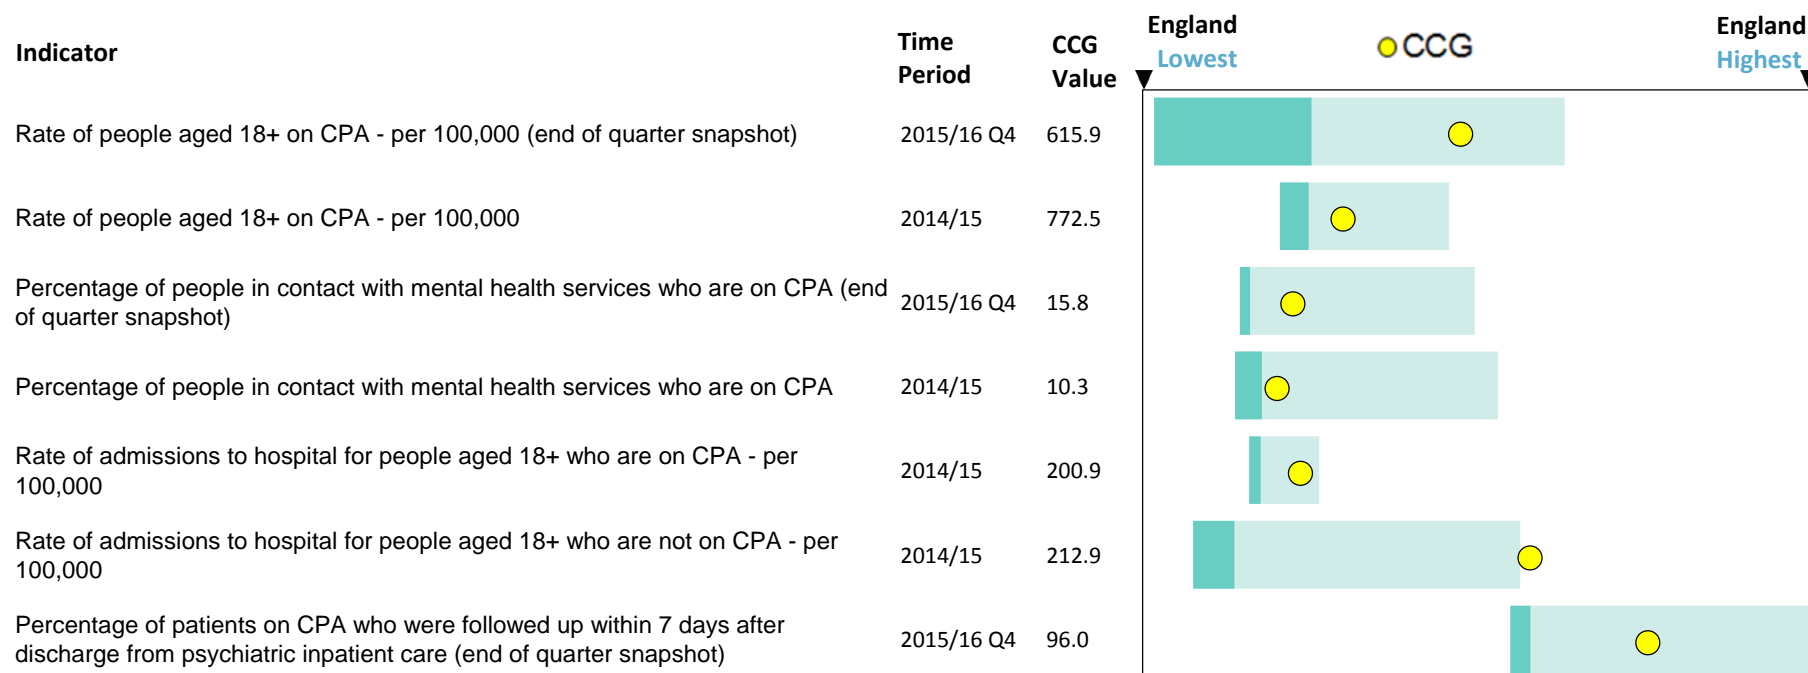 Indicator
Time
Period
CCG
Value
England
Lowest
CCG
England
Highest
Rate of people aged 18+ on CPA - per 100,000 (end of quarter snapshot) 2015/16 Q4 615.9
Rate of people aged 18+ on CPA - per 100,000 2014/15 772.5
Percentage of people in contact with mental health services who are on CPA (end
of quarter snapshot) 2015/16 Q4 15.8
Percentage of people in contact with mental health services who are on CPA 2014/15 10.3
Rate of admissions to hospital for people aged 18+ who are on CPA - per
100,000 2014/15 200.9
Rate of admissions to hospital for people aged 18+ who are not on CPA - per
100,000 2014/15 212.9
Percentage of patients on CPA who were followed up within 7 days after
discharge from psychiatric inpatient care (end of quarter snapshot) 2015/16 Q4 96.0